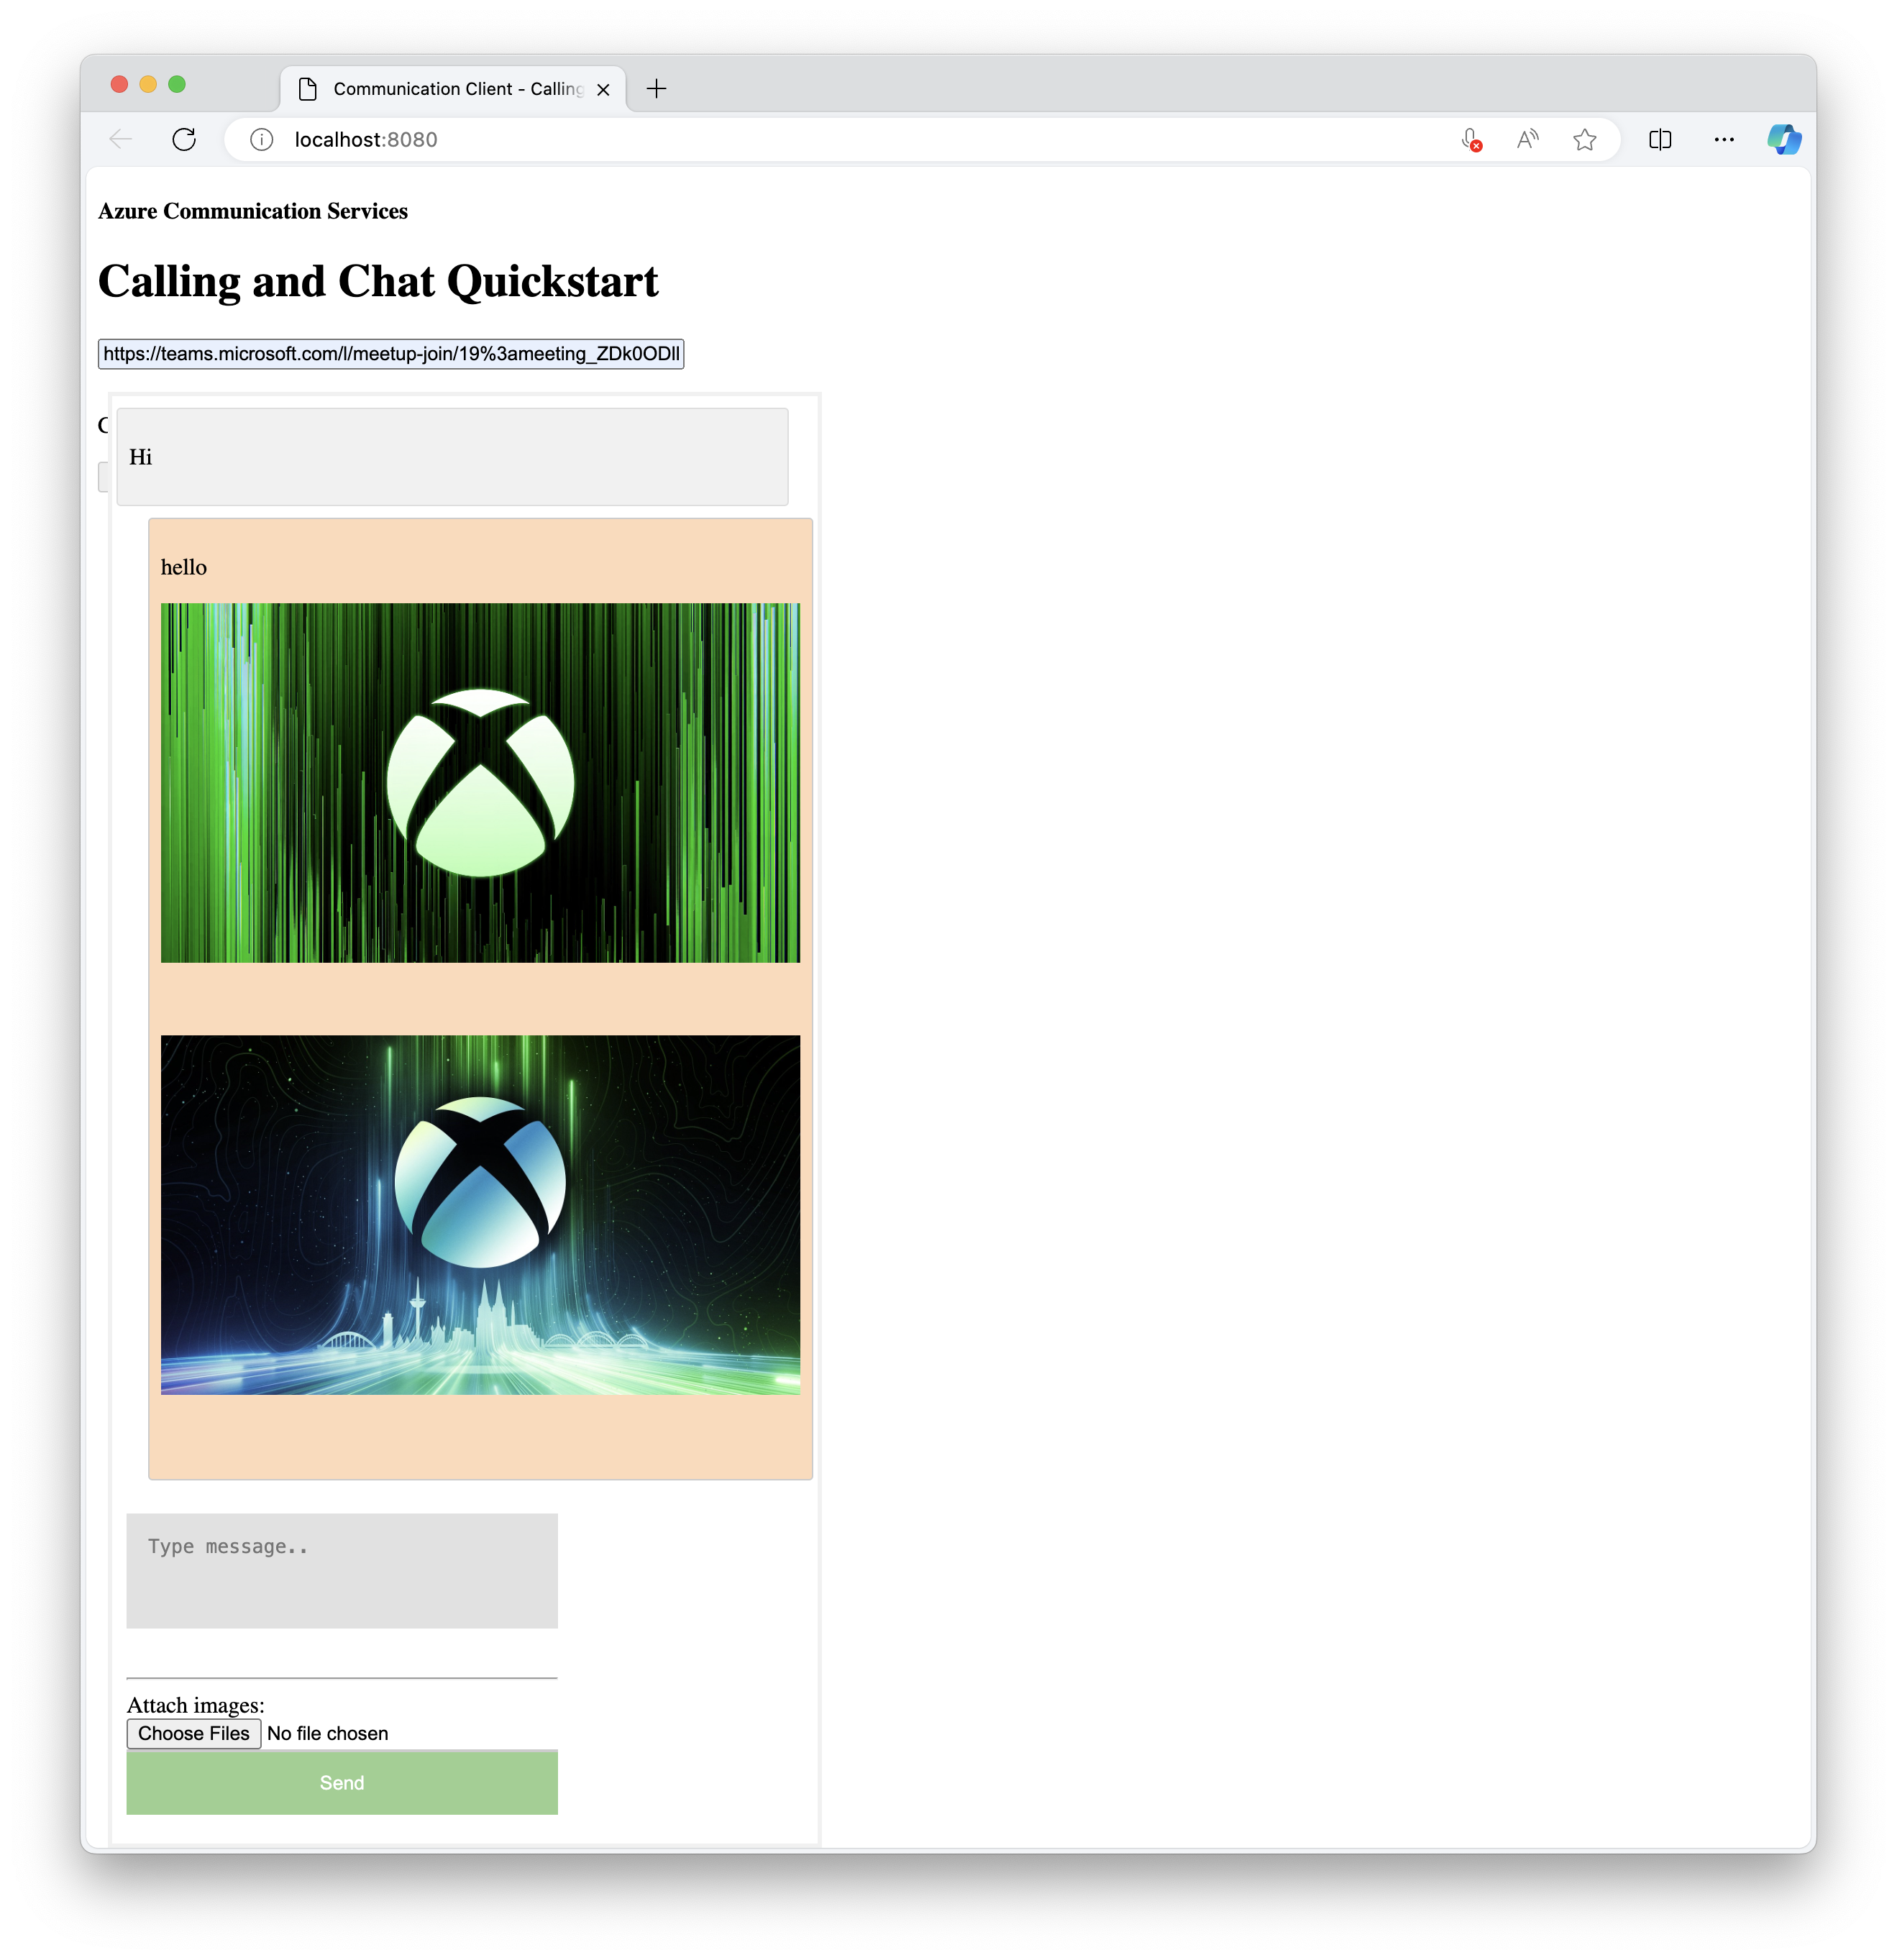 Communication Client - Calling
localhost:8080
Azure Communication Services
Calling and Chat Quickstart
https://teams.microsoft.com/l/meetup-join/19%3ameeting_ZDk0ODll
C
Hi
hello
Type message..
Attach images:
Choose Files No file chosen
Send